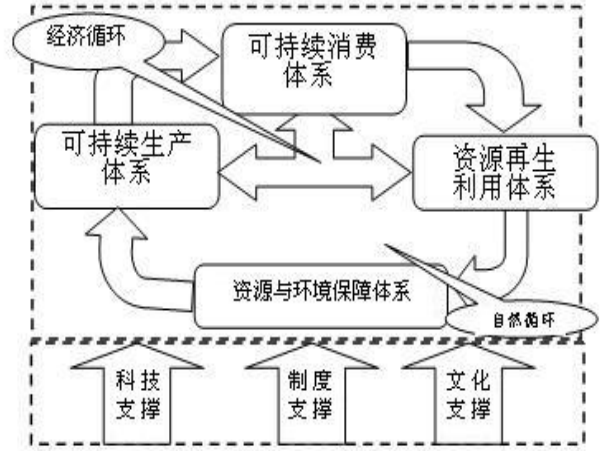 经济循环
可持续消费
体系
可持续生产
体系
资源再生
利用体系
资源与环境保障体系
自然循环
科技
支撑
制度
支撑
文化
支撑